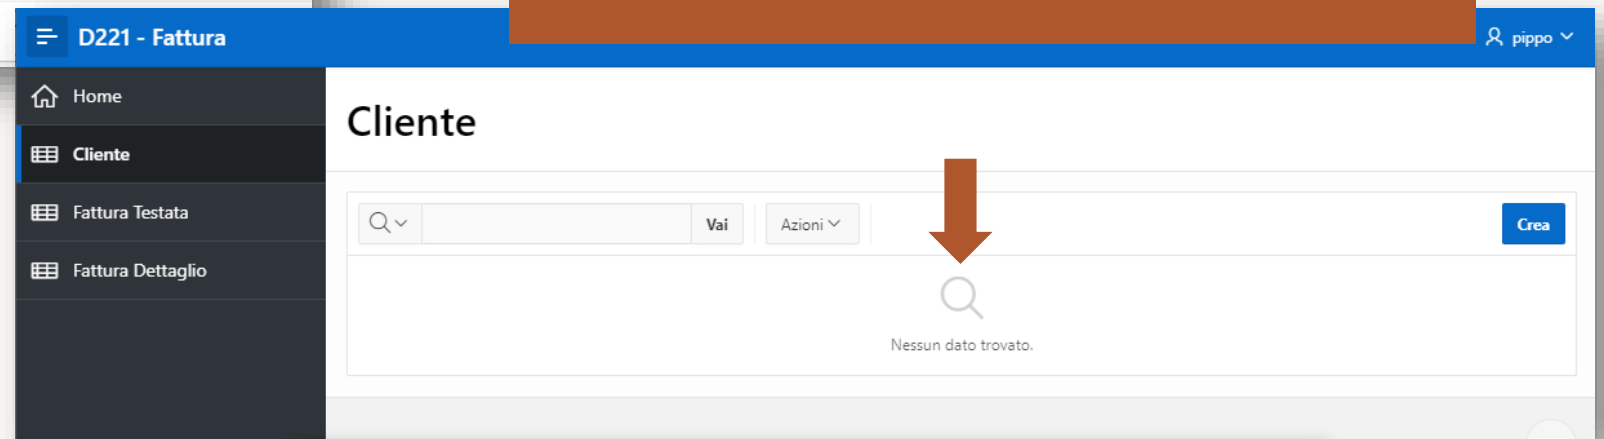 D221 - Fattura
pippo
Home
Cliente
Fattura Testata
Fattura Dettaglio
Cliente
Vai
Azioni
Crea
Nessun dato trovato.